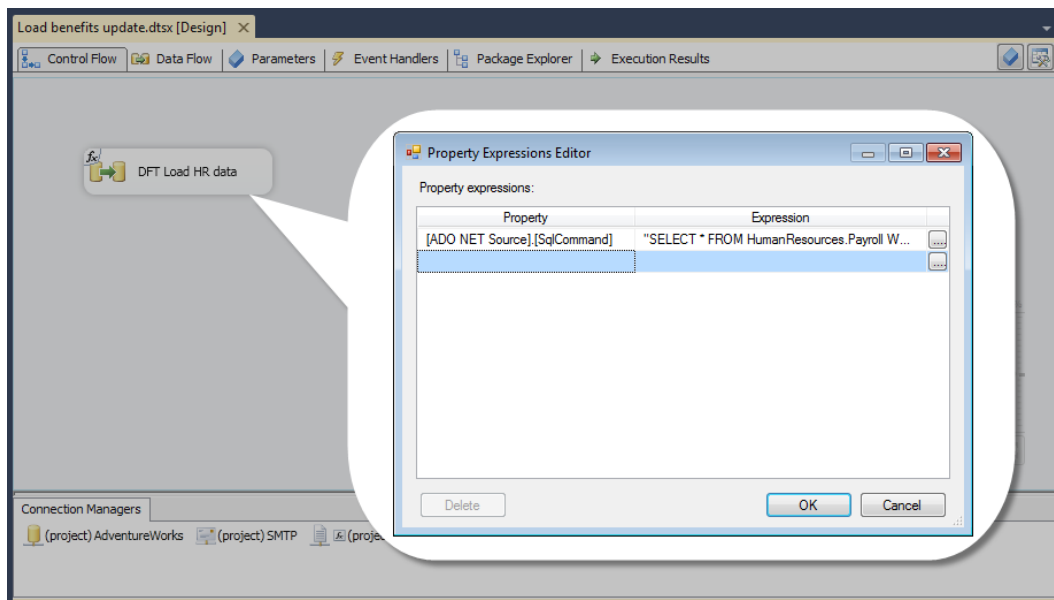 Load benefits update.dtsx [Design]
Control Flow Data Flow Parameters Event Handlers Package Explorer Execution Results
fx
DFT Load HR data
Property Expressions Editor
Property expressions:
Property Expression
[ADO NET Source].[SqlCommand] "SELECT * FROM HumanResources.Payroll W... ...
...
Delete OK Cancel
Connection Managers
(project) AdventureWorks (project) SMTP fx (proje